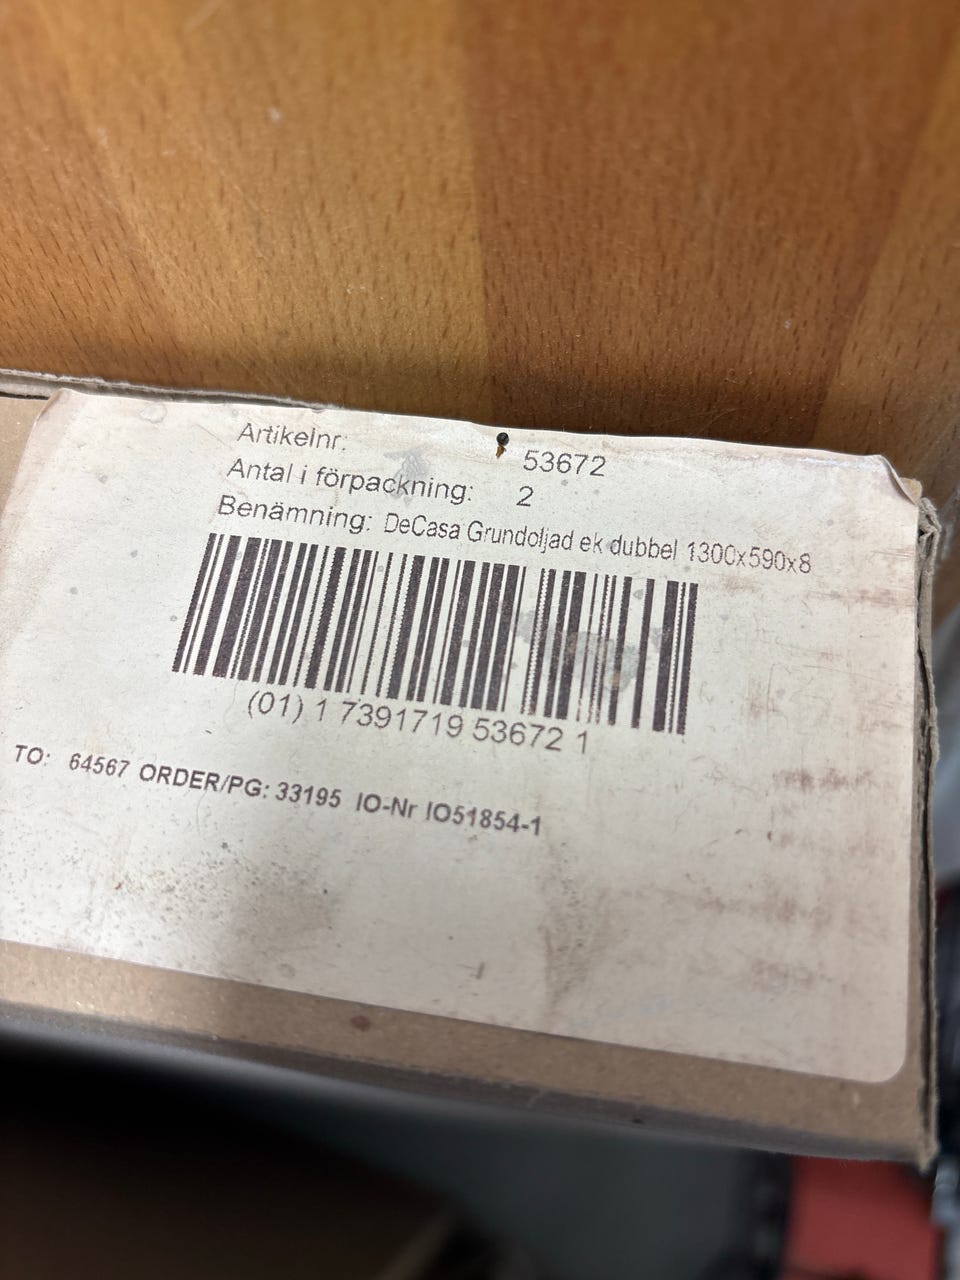 Artikelnr: 53672
Antal i förpackning: 2
Benämning: DeCasa Grundoljad ek dubbel 1300x590x8
(01) 1 7391719 53672 1
TO: 64567 ORDER/PG: 33195 IO-Nr IO51854-1